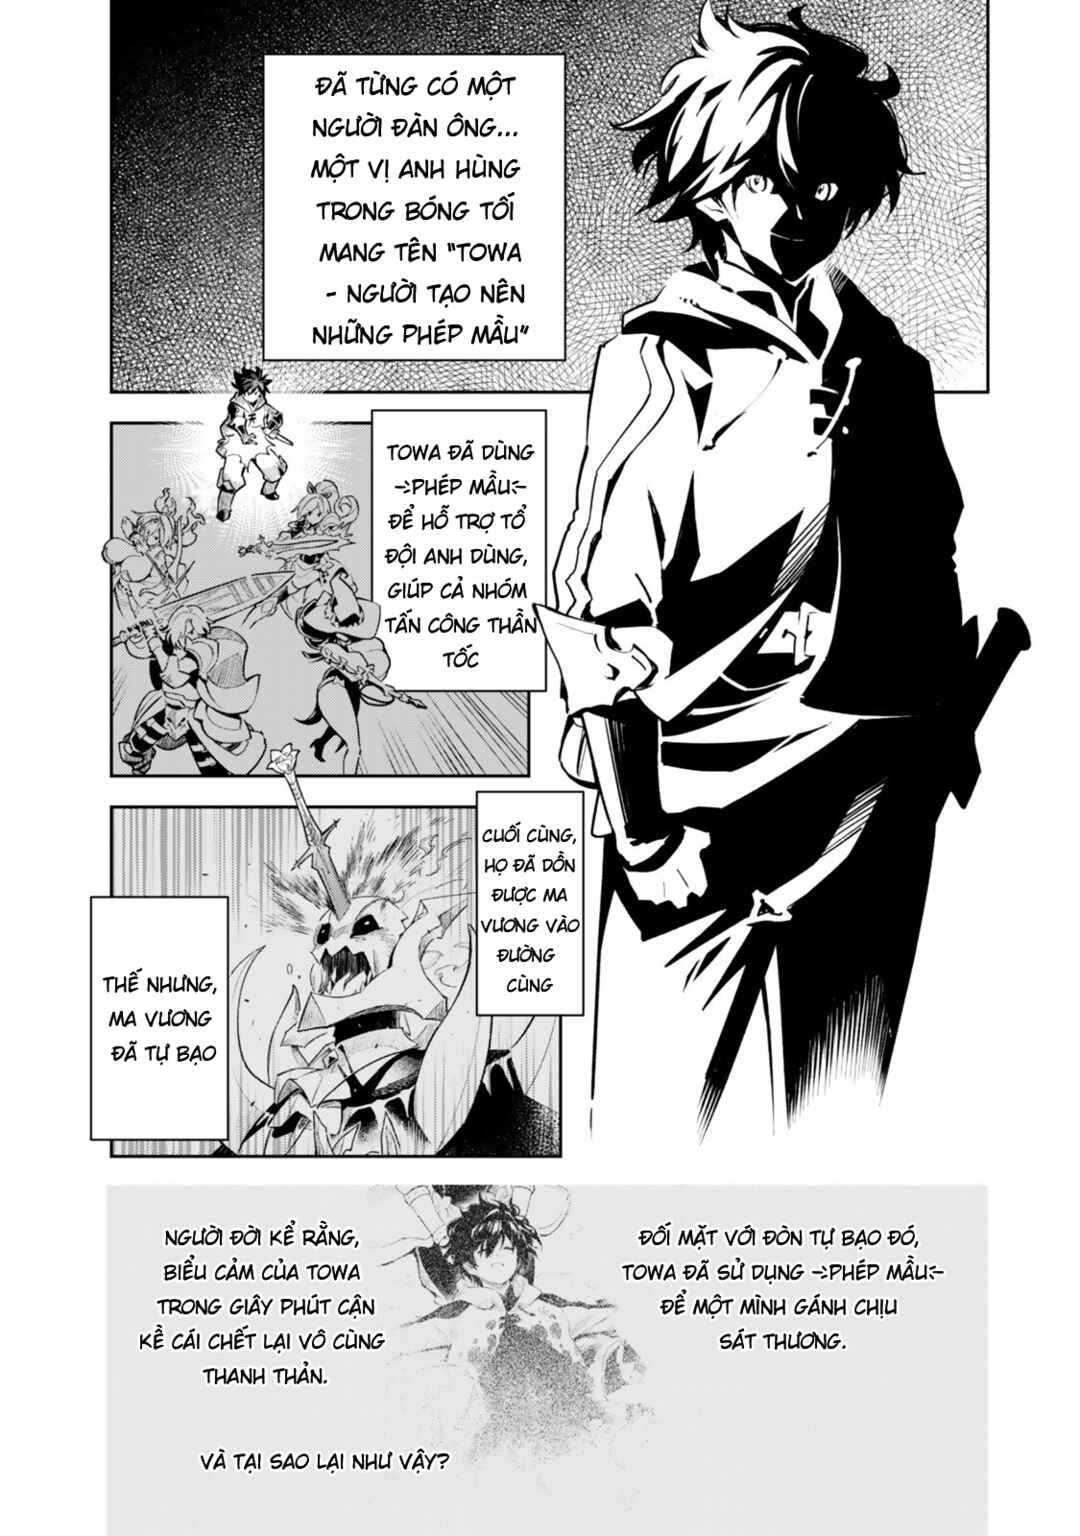 ĐÃ TỪNG CÓ MỘT
NGƯỜI ĐÀN ÔNG...
MỘT VỊ ANH HÙNG
TRONG BÓNG TỐI
MANG TÊN "TOWA
- NGƯỜI TẠO NÊN
NHỮNG PHÉP MẦU"
TOWA ĐÃ DÙNG
-:PHÉP MẦU:-
ĐỂ HỖ TRỢ TỔ
ĐỘI ANH DÙNG,
GIÚP CẢ NHÓM
TẤN CÔNG THẦN
TỐC
CUỐI CÙNG,
HỌ ĐÃ DỒN
ĐƯỢC MA
VƯƠNG VÀO
ĐƯỜNG
CÙNG
THẾ NHƯNG,
MA VƯƠNG
ĐÃ TỰ BẠO
ĐỐI MẶT VỚI ĐÒN TỰ BẠO ĐÓ,
TOWA ĐÃ SỬ DỤNG -:PHÉP MẦU:-
ĐỂ MỘT MÌNH GÁNH CHỊU
SÁT THƯƠNG.
NGƯỜI ĐỜI KỂ RẰNG,
BIỂU CẢM CỦA TOWA
TRONG GIÂY PHÚT CẬN
KỀ CÁI CHẾT LẠI VÔ CÙNG
THANH THẢN.
VÀ TẠI SAO LẠI NHƯ VẬY?